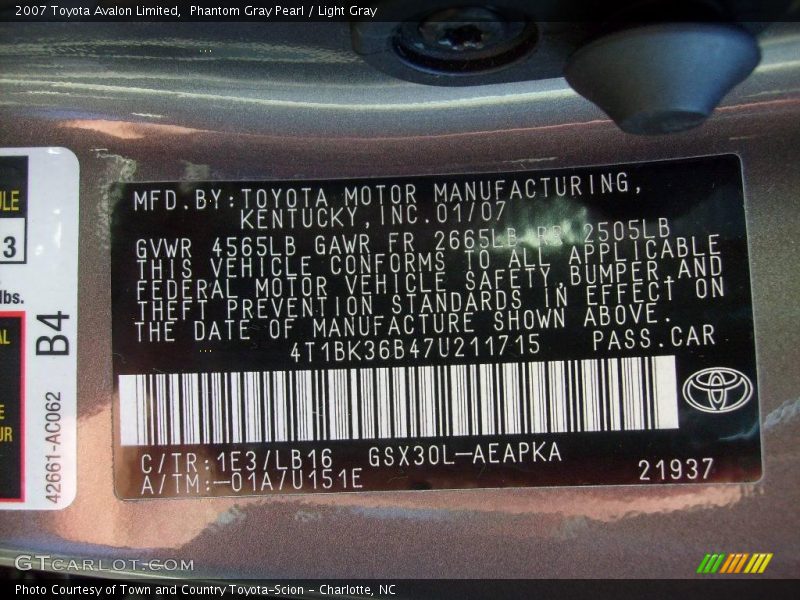 2007 Toyota Avalon Limited, Phantom Gray Pearl / Light Gray
MFD.BY:TOYOTA MOTOR MANUFACTURING,
KENTUCKY,INC.01/07
GVWR 4565LB GAWR FR 2665LB RR 2505LB
THIS VEHICLE CONFORMS TO ALL APPLICABLE
FEDERAL MOTOR VEHICLE SAFETY,BUMPER,AND
THEFT PREVENTION STANDARDS IN EFFECT ON
THE DATE OF MANUFACTURE SHOWN ABOVE.
4T1BK36B47U211715 PASS.CAR
C/TR:1E3/LB16 GSX30L-AEAPKA
A/TM:-01A/U151E
21937
3
lbs.
B4
42661-AC062
GTCARLOT.COM
Photo Courtesy of Town and Country Toyota-Scion - Charlotte, NC